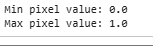 Min pixel value: 0.0
Max pixel value: 1.0